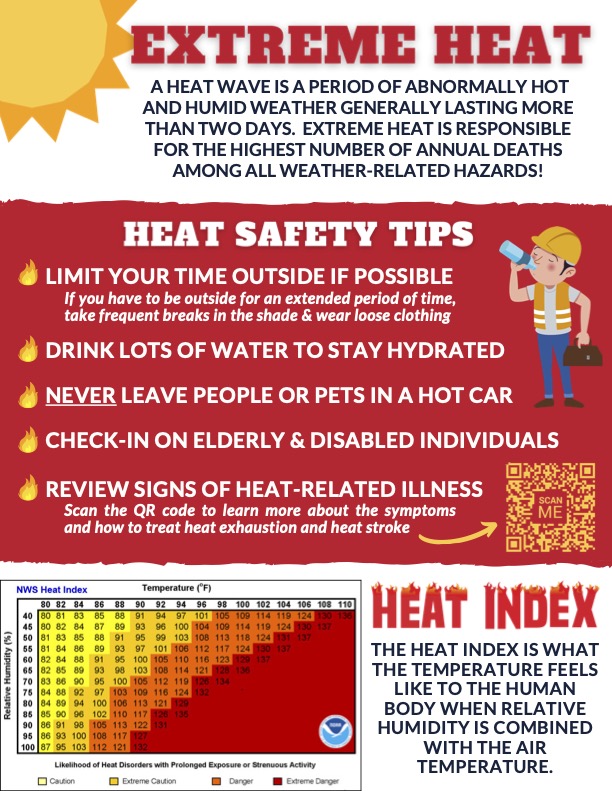 EXTREME HEAT
A HEAT WAVE IS A PERIOD OF ABNORMALLY HOT
AND HUMID WEATHER GENERALLY LASTING MORE
THAN TWO DAYS. EXTREME HEAT IS RESPONSIBLE
FOR THE HIGHEST NUMBER OF ANNUAL DEATHS
AMONG ALL WEATHER-RELATED HAZARDS!
HEAT SAFETY TIPS
LIMIT YOUR TIME OUTSIDE IF POSSIBLE
If you have to be outside for an extended period of time,
take frequent breaks in the shade & wear loose clothing
DRINK LOTS OF WATER TO STAY HYDRATED
NEVER LEAVE PEOPLE OR PETS IN A HOT CAR
CHECK-IN ON ELDERLY & DISABLED INDIVIDUALS
REVIEW SIGNS OF HEAT-RELATED ILLNESS
Scan the QR code to learn more about the symptoms
and how to treat heat exhaustion and heat stroke
SCAN
ME
NWS Heat Index
Temperature (°F)
80 82 84 86 88 90 92 94 96 98 100 102 104 106 108 110
Relative Humidity (%)
40 80 81 83 85 88 91 94 97 101 105 109 114 119 124 130 136
45 80 82 84 87 89 93 96 100 104 109 114 119 124 130 137
50 81 83 85 88 91 95 99 103 108 113 118 124 131 137
55 81 84 86 89 93 97 101 106 112 117 124 130 137
60 82 84 88 91 95 100 105 110 116 123 129 137
65 82 85 89 93 98 103 108 114 121 128 136
70 83 86 90 95 100 105 112 119 126 134
75 84 88 92 97 103 109 116 124 132
80 84 89 94 100 106 113 121 129
85 85 90 96 102 110 117 126 135
90 86 91 98 105 113 122 131
95 86 93 100 108 117 127
100 87 95 103 112 121 132
Likelihood of Heat Disorders with Prolonged Exposure or Strenuous Activity
Caution Extreme Caution Danger Extreme Danger
HEAT INDEX
THE HEAT INDEX IS WHAT
THE TEMPERATURE FEELS
LIKE TO THE HUMAN
BODY WHEN RELATIVE
HUMIDITY IS COMBINED
WITH THE AIR
TEMPERATURE.